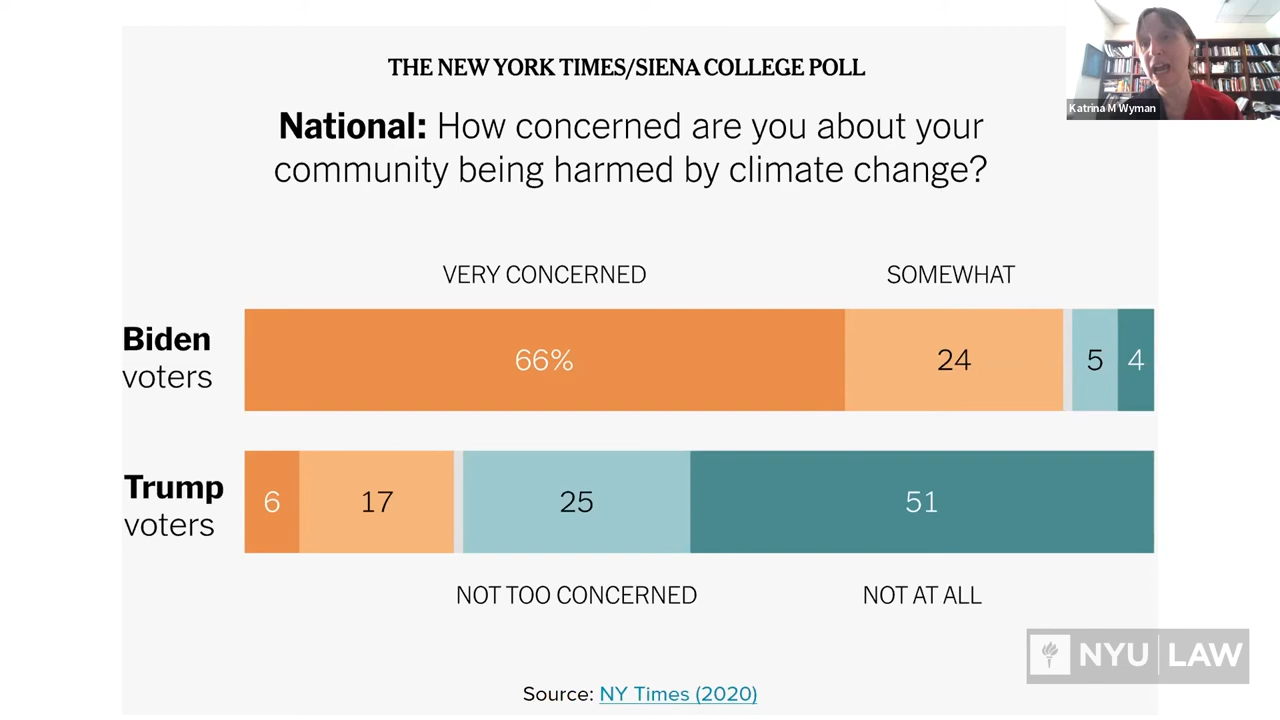 THE NEW YORK TIMES/SIENA COLLEGE POLL
Katrina M Wyman
National: How concerned are you about your
community being harmed by climate change?
VERY CONCERNED SOMEWHAT
Biden
voters
66% 24 5 4
Trump
voters
6 17 25 51
NOT TOO CONCERNED NOT AT ALL
NYU LAW
Source: NY Times (2020)